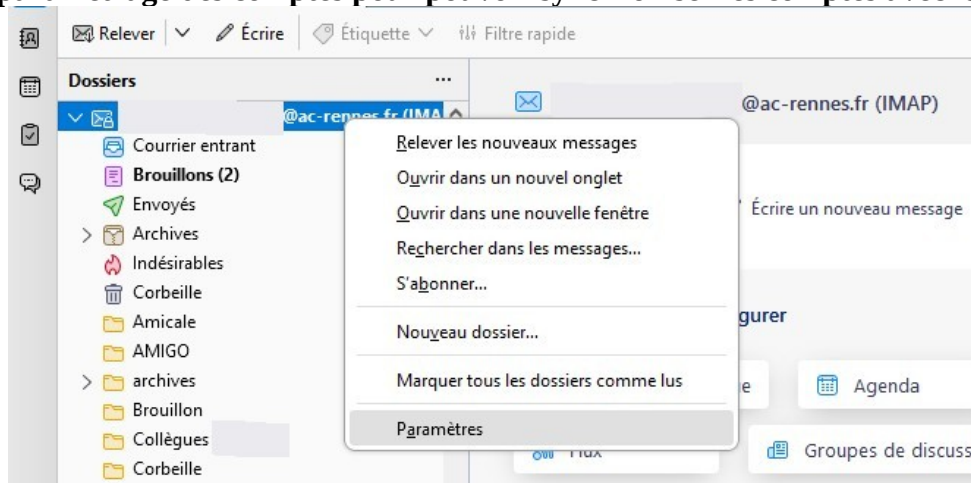 Relever Écrire Étiquette Filtre rapide
Dossiers ...
@ac-rennes.fr (IMA
Courrier entrant
Brouillons (2)
Envoyés
Archives
Indésirables
Corbeille
Amicale
AMIGO
archives
Brouillon
Collègues
Corbeille
Relever les nouveaux messages
Ouvrir dans un nouvel onglet
Ouvrir dans une nouvelle fenêtre
Rechercher dans les messages...
S'abonner...
Nouveau dossier...
Marquer tous les dossiers comme lus
Paramètres
@ac-rennes.fr (IMAP)
Écrire un nouveau message
gurer
e Agenda
Flux Groupes de discuss